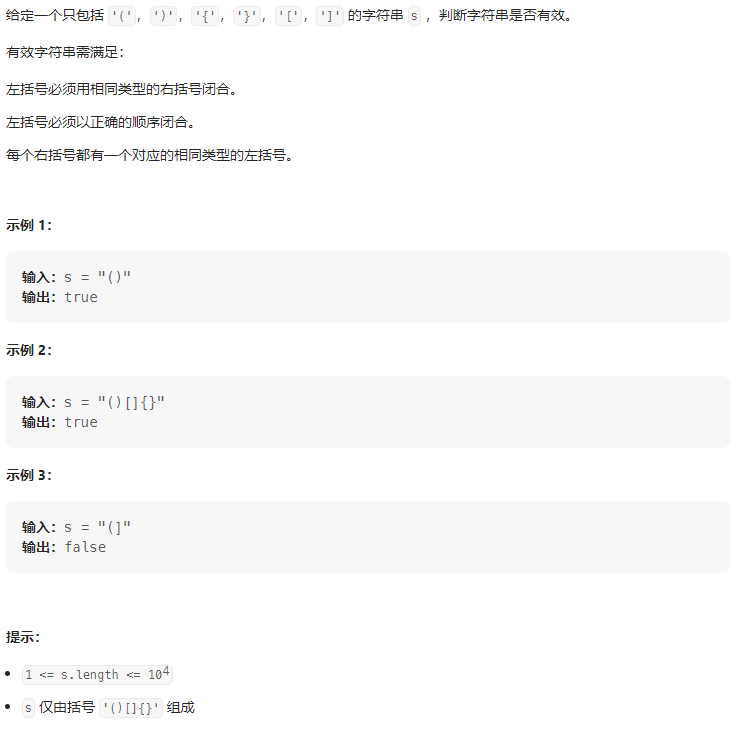 给定一个只包括 '(', ')', '{', '}', '[', ']' 的字符串 s ，判断字符串是否有效。
有效字符串需满足：
左括号必须用相同类型的右括号闭合。
左括号必须以正确的顺序闭合。
每个右括号都有一个对应的相同类型的左括号。
示例 1：
输入：s = "()"
输出：true
示例 2：
输入：s = "()[]{}"
输出：true
示例 3：
输入：s = "(]"
输出：false
提示：
1 <= s.length <= 10⁴
s 仅由括号 '()[]{}' 组成